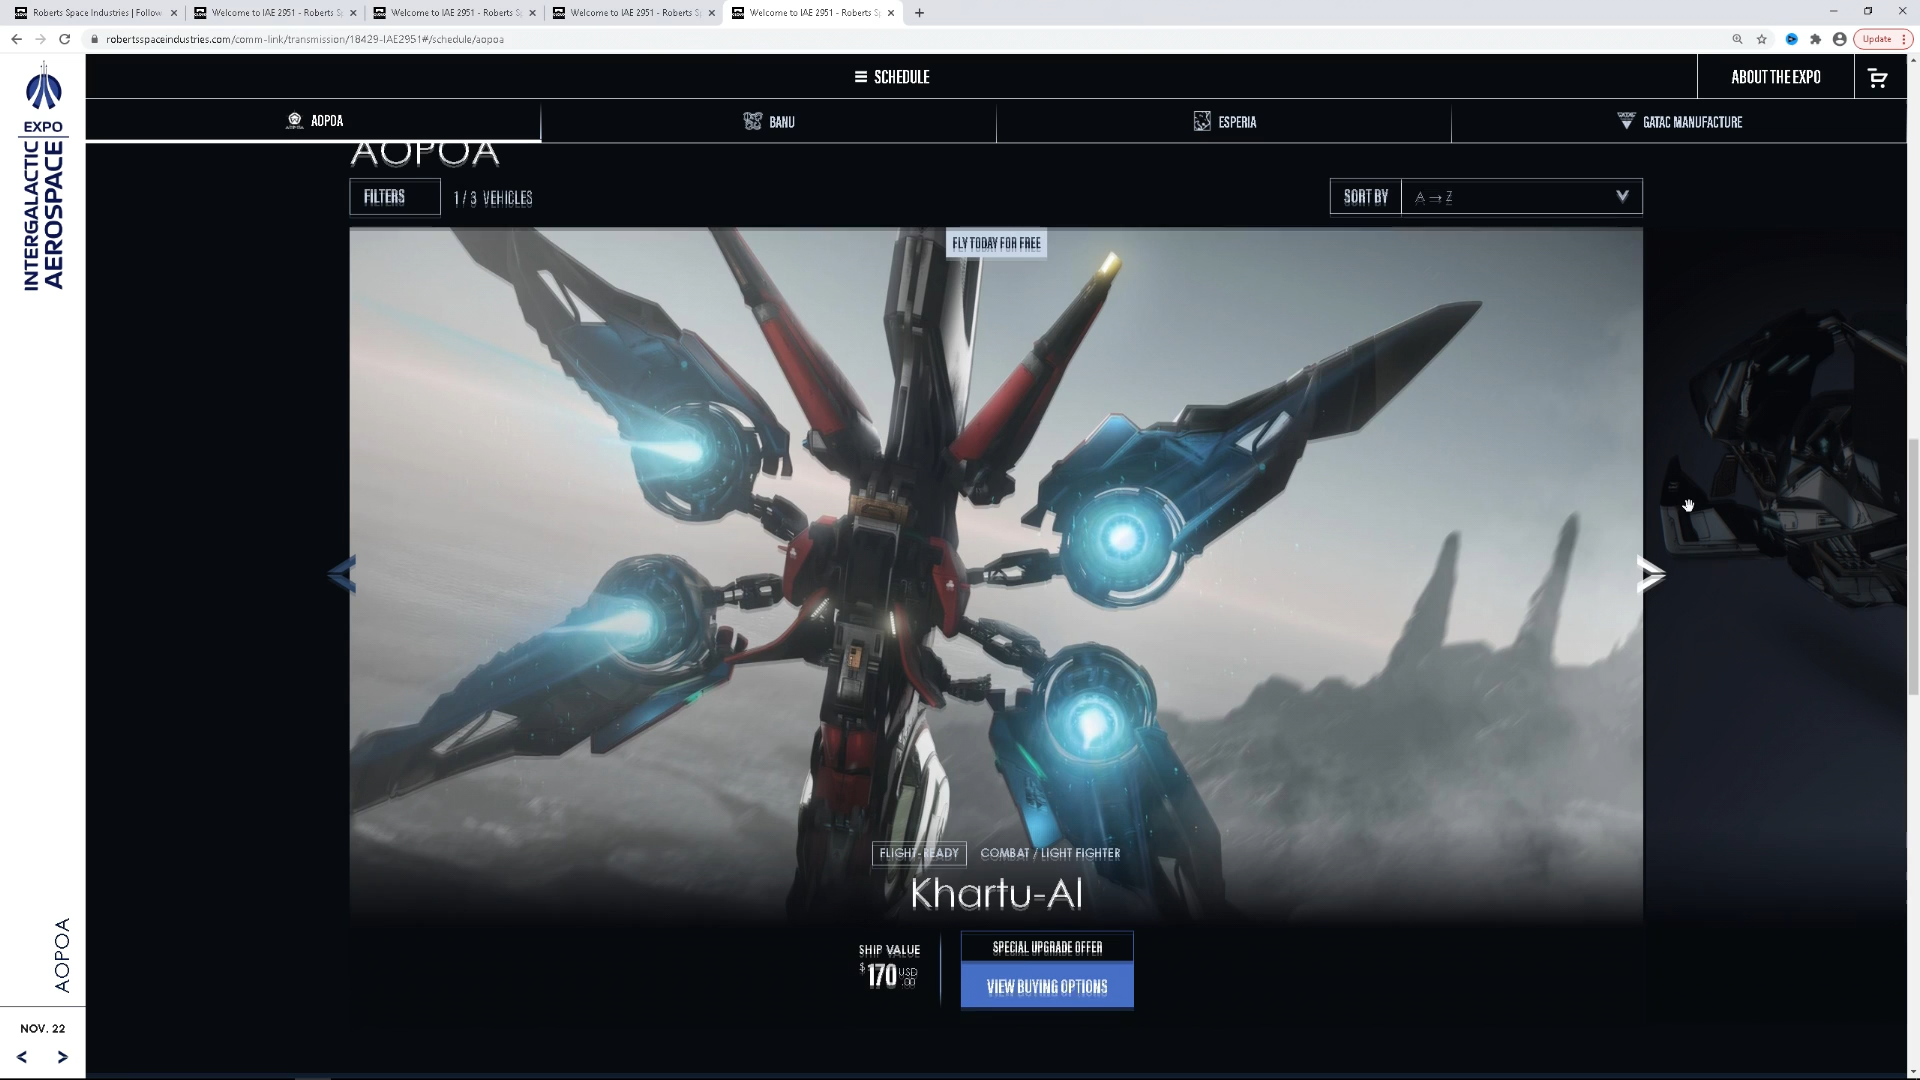 Roberts Space Industries | Follow
Welcome to IAE 2951 - Roberts S
Welcome to IAE 2951 - Roberts S
Welcome to IAE 2951 - Roberts S
Welcome to IAE 2951 - Roberts S
robertsspaceindustries.com/comm-link/transmission/18429-IAE2951#/schedule/aopoa
Update
EXPO
INTERGALACTIC
AEROSPACE
SCHEDULE
ABOUT THE EXPO
AOPOA
BANU
ESPERIA
GATAC MANUFACTURE
AOPOA
FILTERS
1 / 3 VEHICLES
SORT BY
A → Z
FLY TODAY FOR FREE
FLIGHT-READY
COMBAT / LIGHT FIGHTER
Khartu-Al
SHIP VALUE
$170 USD .00
SPECIAL UPGRADE OFFER
VIEW BUYING OPTIONS
AOPOA
NOV. 22